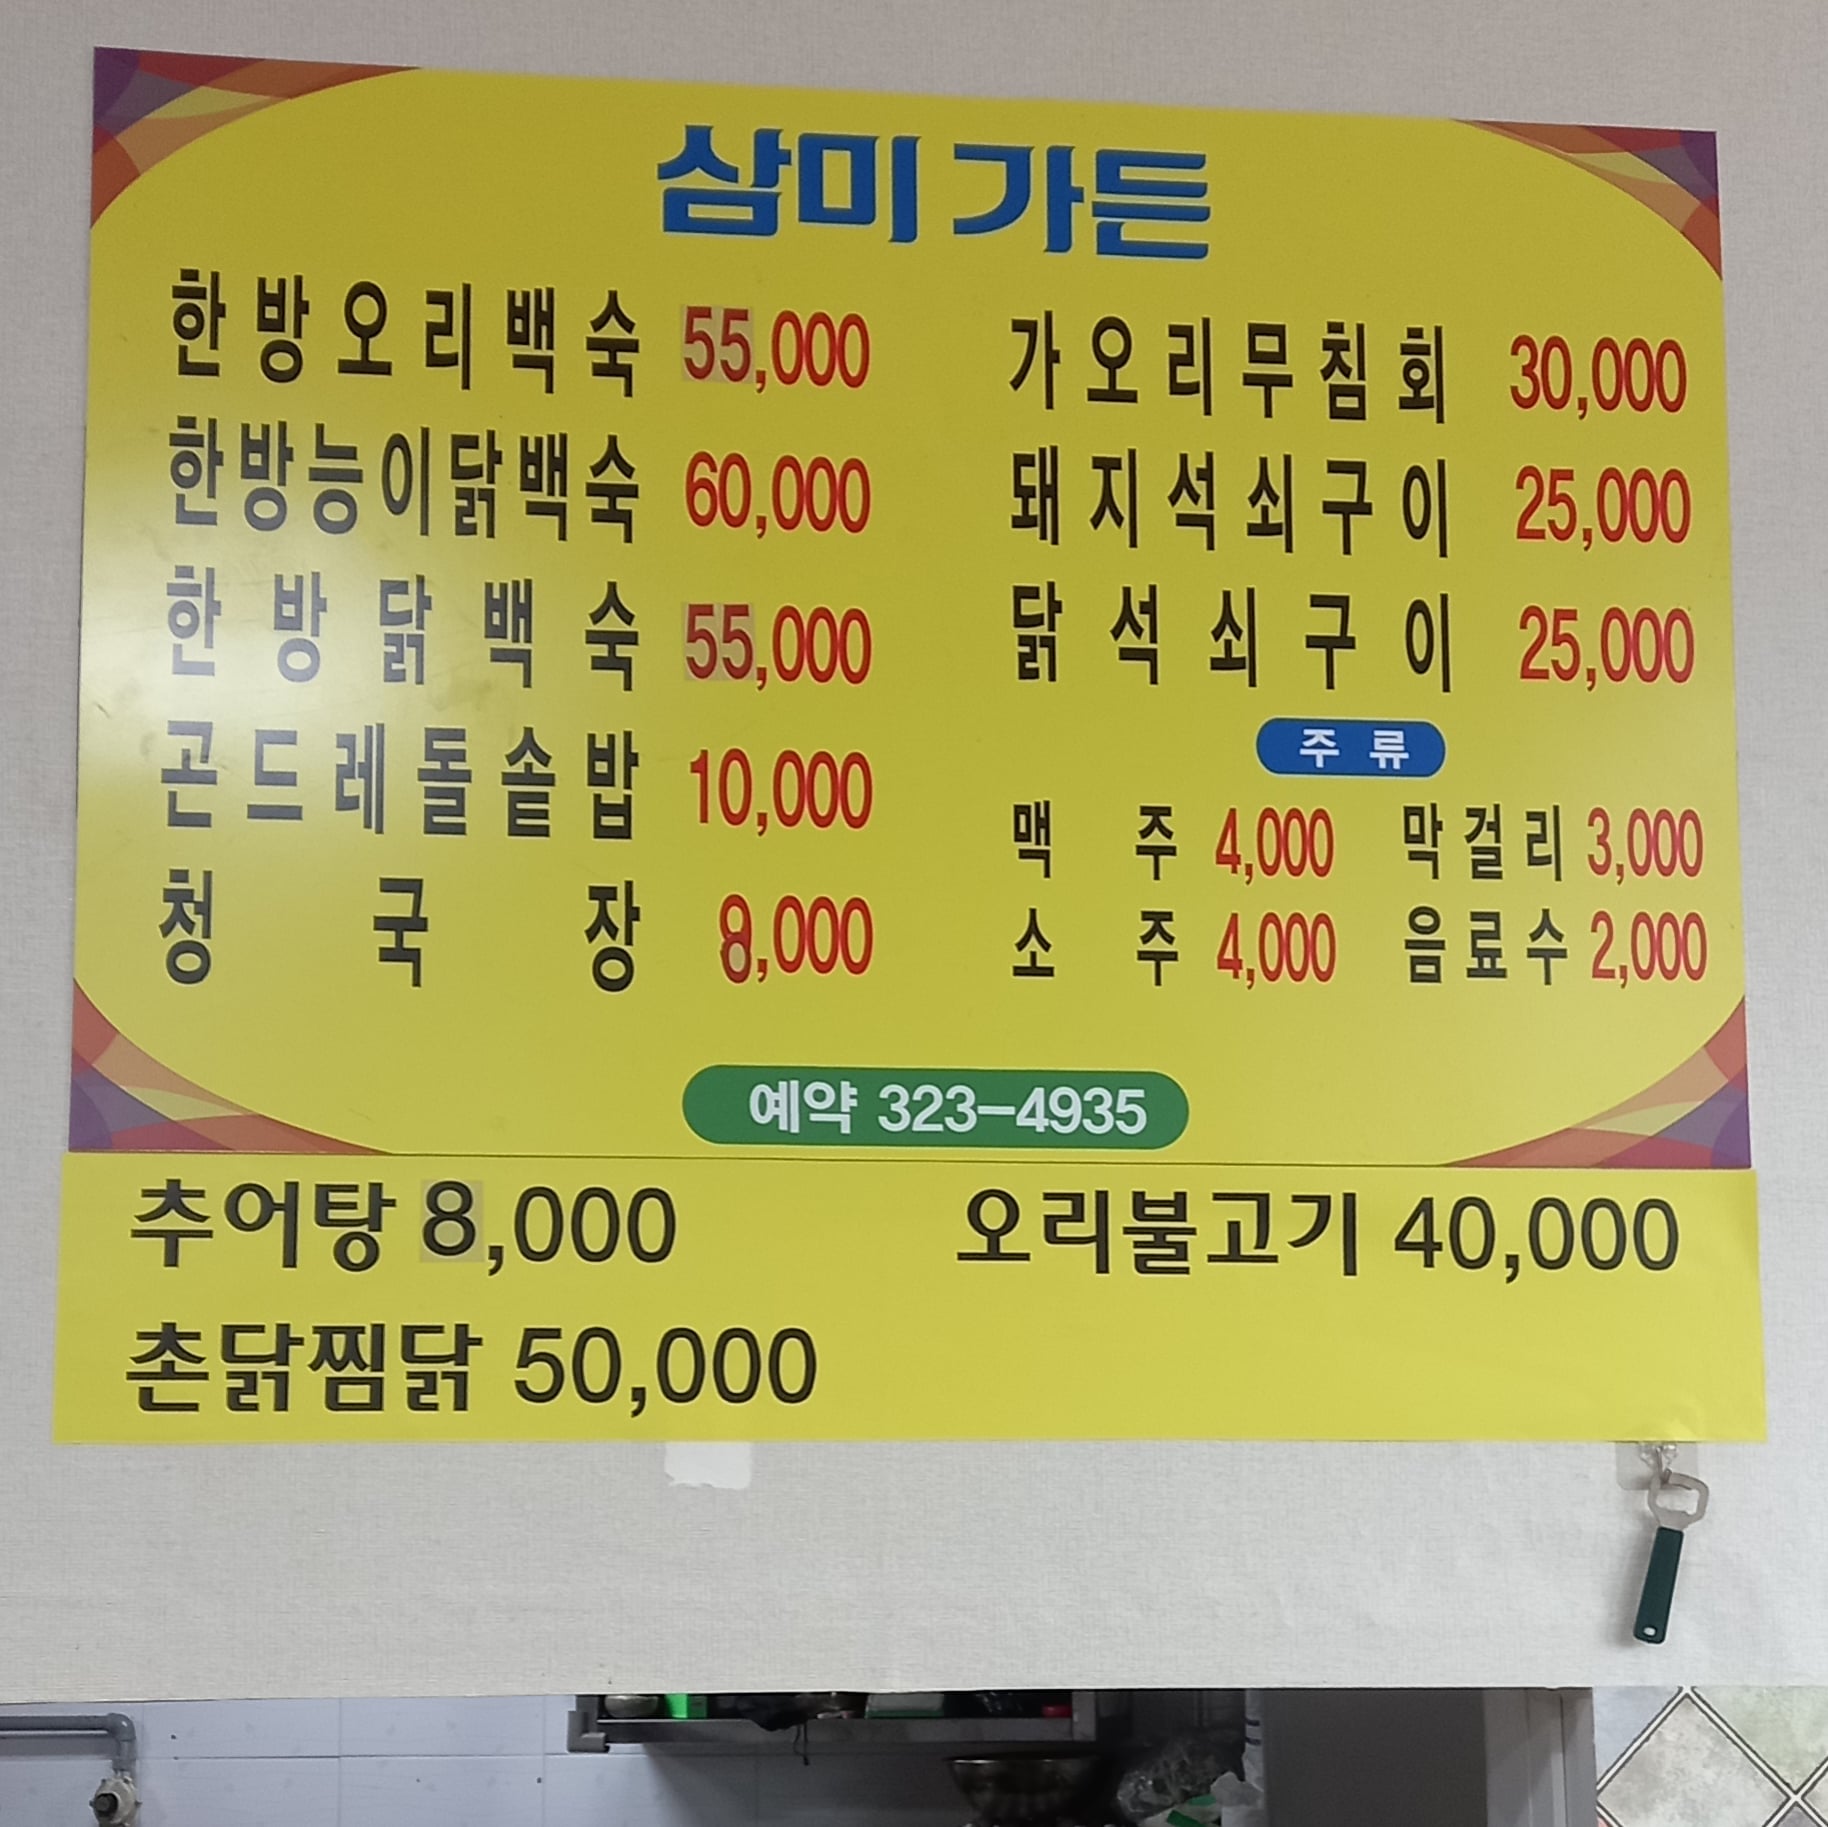 삼미가든
한방오리백숙 55,000
한방능이닭백숙 60,000
한방닭백숙 55,000
곤드레돌솥밥 10,000
청국장 8,000
가오리무침회 30,000
돼지석쇠구이 25,000
닭석쇠구이 25,000
주류
맥주 4,000 막걸리 3,000
소주 4,000 음료수 2,000
예약 323-4935
추어탕 8,000 오리불고기 40,000
촌닭찜닭 50,000